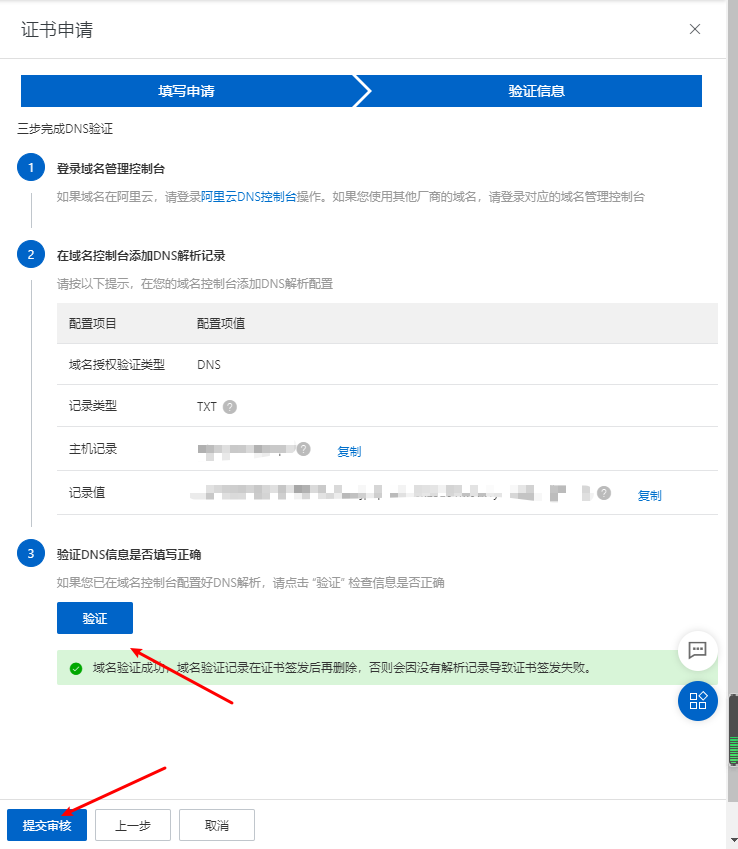 证书申请
填写申请 验证信息
三步完成DNS验证
1 登录域名管理控制台
如果域名在阿里云，请登录阿里云DNS控制台操作。如果您使用其他厂商的域名，请登录对应的域名管理控制台
2 在域名控制台添加DNS解析记录
请按以下提示，在您的域名控制台添加DNS解析配置
配置项目 配置项值
域名授权验证类型 DNS
记录类型 TXT ?
主机记录 ? 复制
记录值 ? 复制
3 验证DNS信息是否填写正确
如果您已在域名控制台配置好DNS解析，请点击 “验证” 检查信息是否正确
验证
域名验证成功，域名验证记录在证书签发后再删除，否则会因没有解析记录导致证书签发失败。
提交审核 上一步 取消